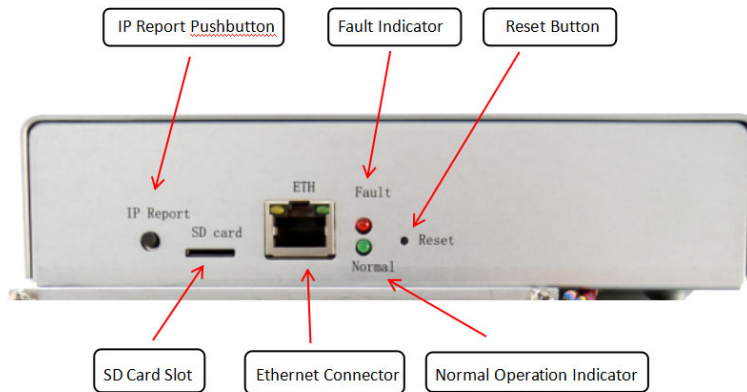 IP Report Pushbutton
Fault Indicator
Reset Button
ETH
Fault
IP Report
SD card
Reset
Normal
SD Card Slot
Ethernet Connector
Normal Operation Indicator